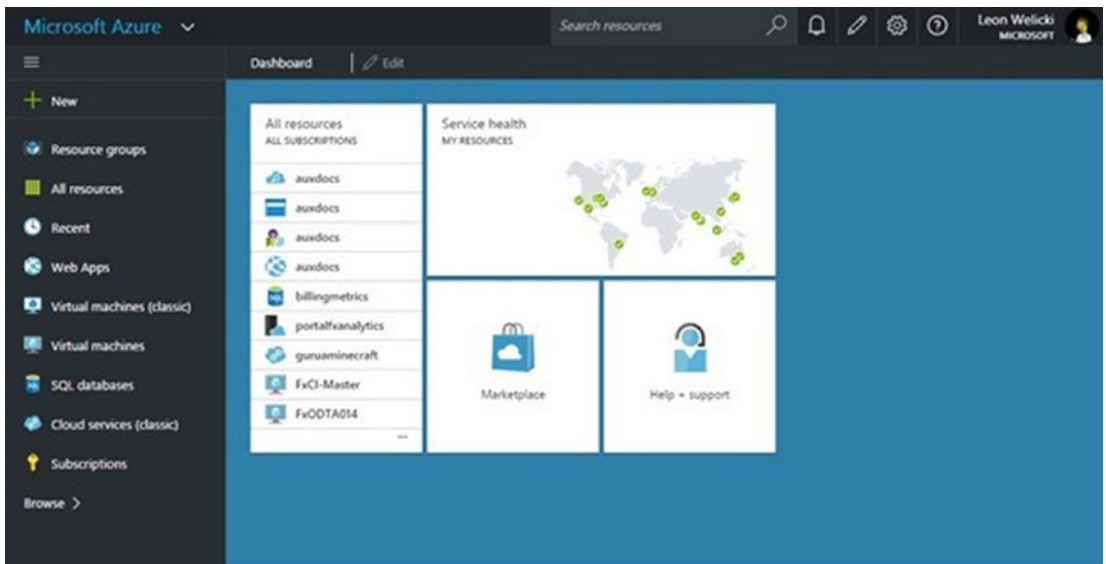 Microsoft Azure
Search resources
Leon Welicki
MICROSOFT
Dashboard
Edit
New
Resource groups
All resources
Recent
Web Apps
Virtual machines (classic)
Virtual machines
SQL databases
Cloud services (classic)
Subscriptions
Browse >
All resources
ALL SUBSCRIPTIONS
auxdocs
auxdocs
auxdocs
auxdocs
billingmetrics
portalfxanalytics
guruaminecraft
FxCI-Master
FxODTA014
...
Service health
MY RESOURCES
Marketplace
Help + support